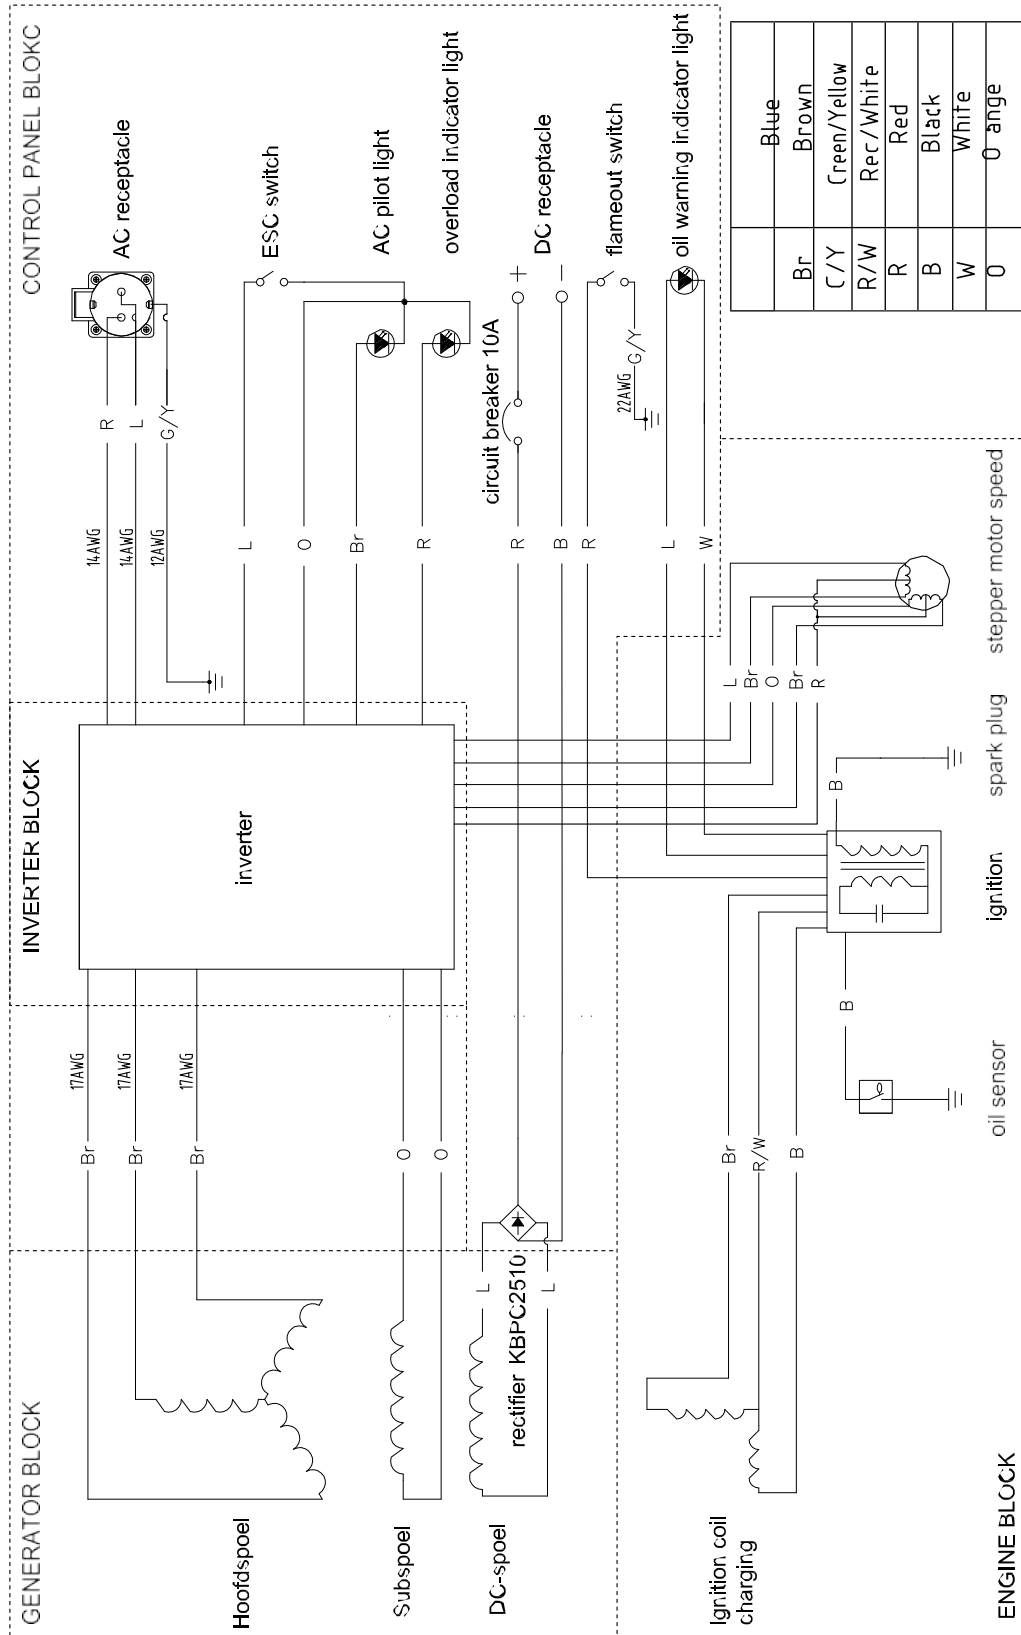 GENERATOR BLOCK
INVERTER BLOCK
CONTROL PANEL BLOKC
Hoofdspoel
Subspoel
DC-spoel
Br
17AWG
Br
17AWG
Br
17AWG
O
O
L
L
rectifier KBPC2510
inverter
14AWG
R
14AWG
L
12AWG
G/Y
AC receptacle
L
ESC switch
O
Br
AC pilot light
R
overload indicator light
R
circuit breaker 10A
+
B
−
DC receptacle
R
flameout switch
22AWG
G/Y
L
oil warning indicator light
W
Ignition coil
charging
Br
R/W
B
B
B
L
Br
O
Br
R
oil sensor
ignition
spark plug
stepper motor speed
ENGINE BLOCK
Blue
Br Brown
C/Y Creen/Yellow
R/W Rec/White
R Red
B Black
W White
O O ange